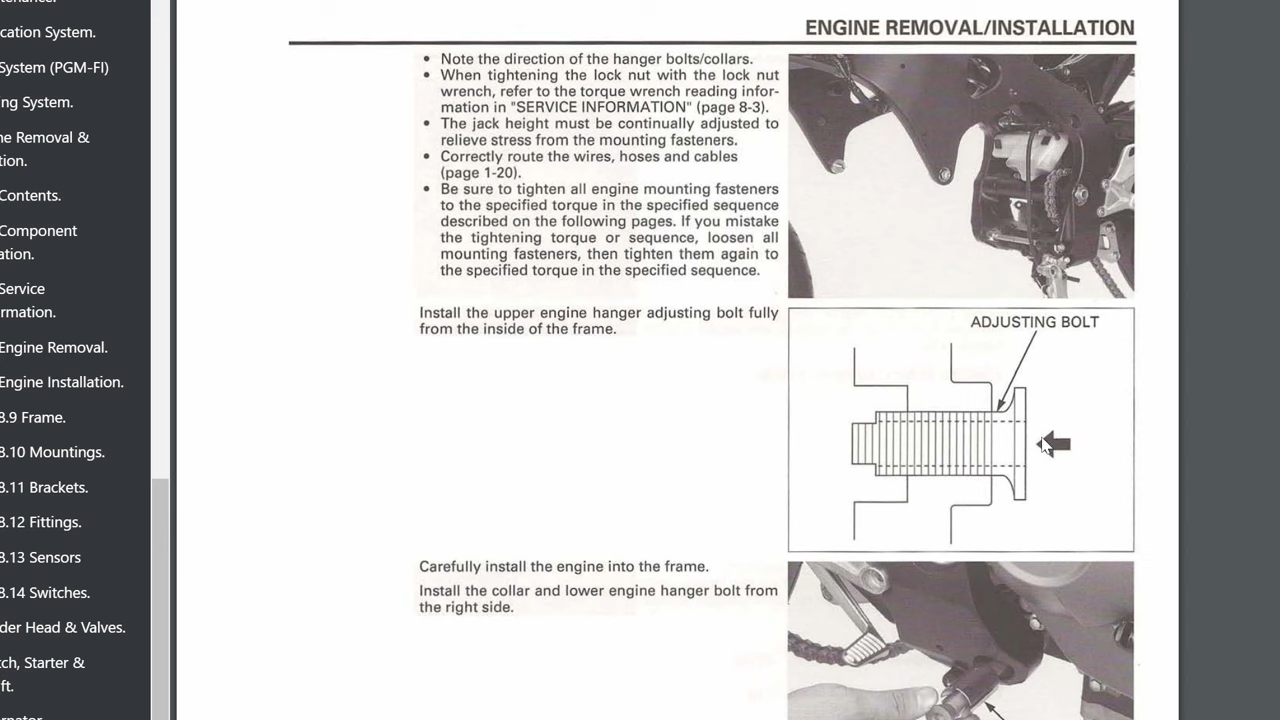 cation System.
System (PGM-FI)
ng System.
ne Removal &
tion.
Contents.
Component
ation.
Service
rmation.
Engine Removal.
Engine Installation.
8.9 Frame.
8.10 Mountings.
8.11 Brackets.
8.12 Fittings.
8.13 Sensors
8.14 Switches.
der Head & Valves.
tch, Starter &
ft.
ENGINE REMOVAL/INSTALLATION
• Note the direction of the hanger bolts/collars.
• When tightening the lock nut with the lock nut
wrench, refer to the torque wrench reading infor-
mation in "SERVICE INFORMATION" (page 8-3).
• The jack height must be continually adjusted to
relieve stress from the mounting fasteners.
• Correctly route the wires, hoses and cables
(page 1-20).
• Be sure to tighten all engine mounting fasteners
to the specified torque in the specified sequence
described on the following pages. If you mistake
the tightening torque or sequence, loosen all
mounting fasteners, then tighten them again to
the specified torque in the specified sequence.
Install the upper engine hanger adjusting bolt fully
from the inside of the frame.
ADJUSTING BOLT
Carefully install the engine into the frame.
Install the collar and lower engine hanger bolt from
the right side.